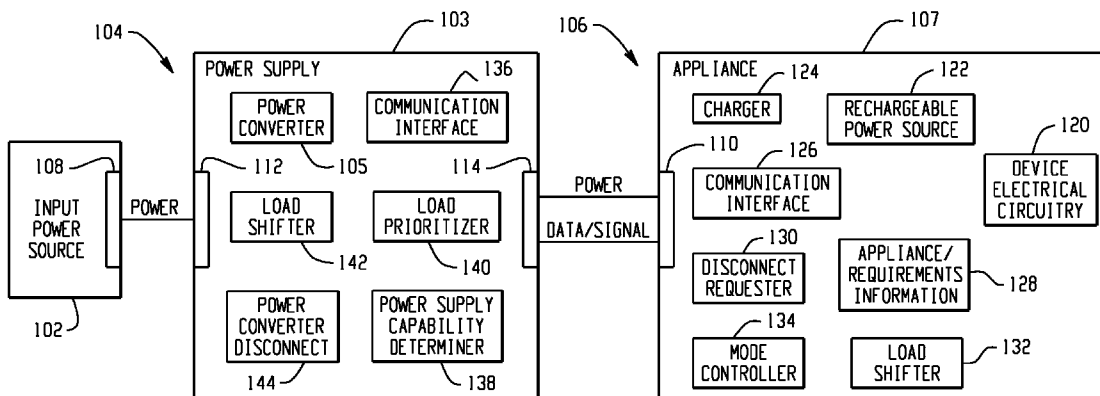 104
103
106
107
POWER SUPPLY
136
APPLIANCE
124
122
POWER
CONVERTER
COMMUNICATION
INTERFACE
CHARGER
RECHARGEABLE
POWER SOURCE
120
108
112
105
114
110
126
INPUT
POWER
SOURCE
POWER
LOAD
SHIFTER
LOAD
PRIORITIZER
POWER
DATA/SIGNAL
COMMUNICATION
INTERFACE
DEVICE
ELECTRICAL
CIRCUITRY
142
140
130
DISCONNECT
REQUESTER
APPLIANCE/
REQUIREMENTS
INFORMATION
128
102
POWER
CONVERTER
DISCONNECT
POWER SUPPLY
CAPABILITY
DETERMINER
134
MODE
CONTROLLER
LOAD
SHIFTER
132
144
138